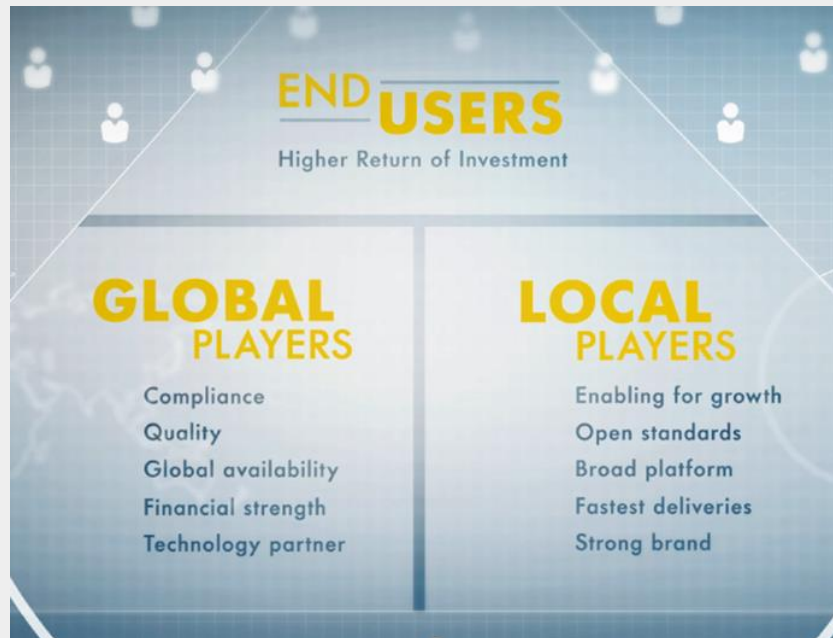 END USERS
Higher Return of Investment
GLOBAL
PLAYERS
Compliance
Quality
Global availability
Financial strength
Technology partner
LOCAL
PLAYERS
Enabling for growth
Open standards
Broad platform
Fastest deliveries
Strong brand